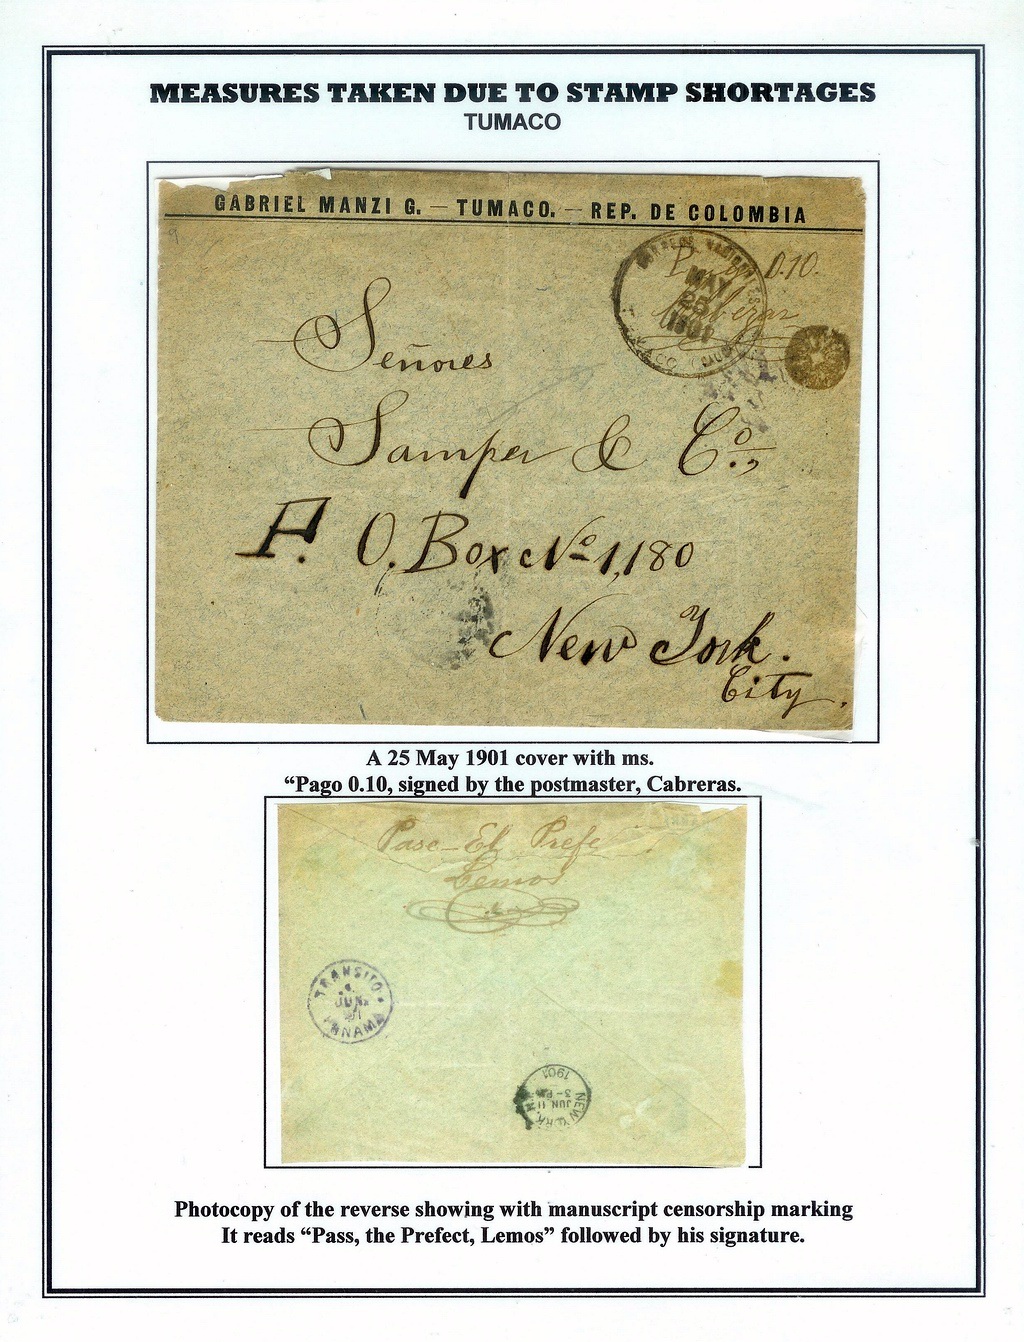 MEASURES TAKEN DUE TO STAMP SHORTAGES
TUMACO
GABRIEL MANZI G. — TUMACO. — REP. DE COLOMBIA
0.10.
MAY
25
1901
Señores
Samper & Co.,
P. O. Box No 1,180
New York.
City.
A 25 May 1901 cover with ms.
“Pago 0.10, signed by the postmaster, Cabreras.
Pase El Prefe
Lemos
TRANSITO
JUN.
PANAMA
NEW YORK
JUN 11
3-PM
1901
Photocopy of the reverse showing with manuscript censorship marking
It reads “Pass, the Prefect, Lemos” followed by his signature.